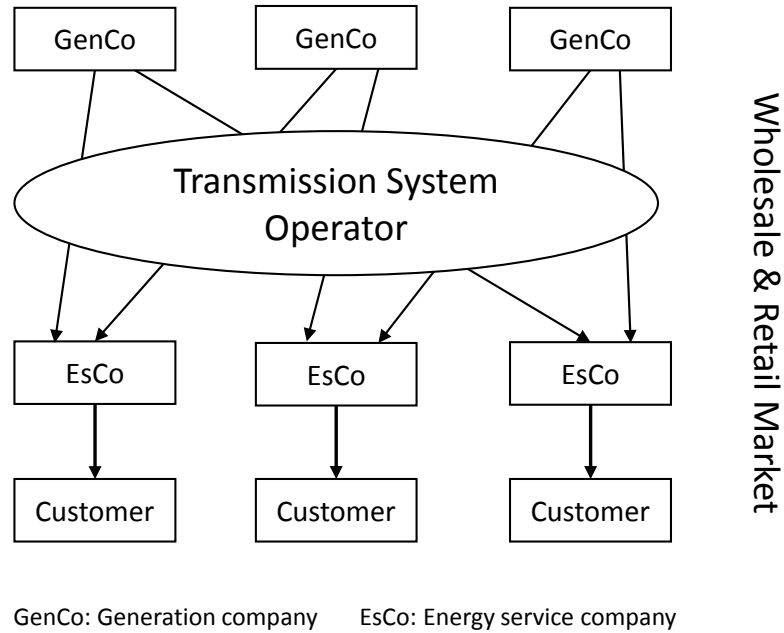 GenCo
GenCo
GenCo
Transmission System
Operator
EsCo
EsCo
EsCo
Customer
Customer
Customer
Wholesale & Retail Market
GenCo: Generation company
EsCo: Energy service company